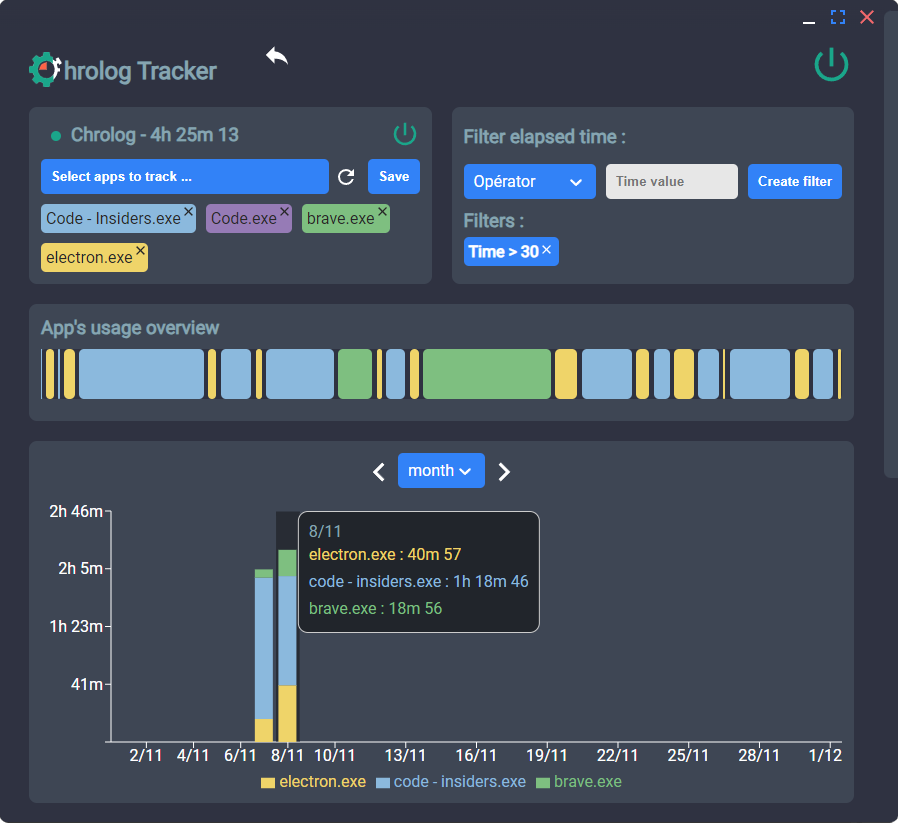 hrolog Tracker
Chrolog - 4h 25m 13
Select apps to track ...
Save
Code - Insiders.exe ×
Code.exe ×
brave.exe ×
electron.exe ×
Filter elapsed time :
Opérator
Time value
Create filter
Filters :
Time > 30 ×
App's usage overview
month
2h 46m
2h 5m
1h 23m
41m
8/11
electron.exe : 40m 57
code - insiders.exe : 1h 18m 46
brave.exe : 18m 56
2/11 4/11 6/11 8/11 10/11 13/11 16/11 19/11 22/11 25/11 28/11 1/12
electron.exe code - insiders.exe brave.exe